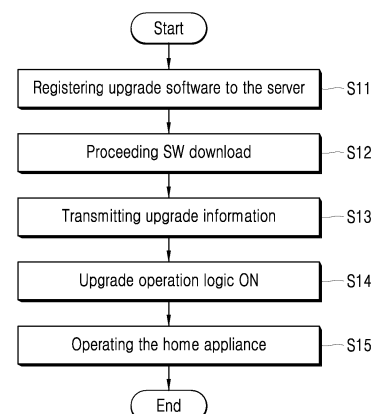 Start
Registering upgrade software to the server S11
Proceeding SW download S12
Transmitting upgrade information S13
Upgrade operation logic ON S14
Operating the home appliance S15
End